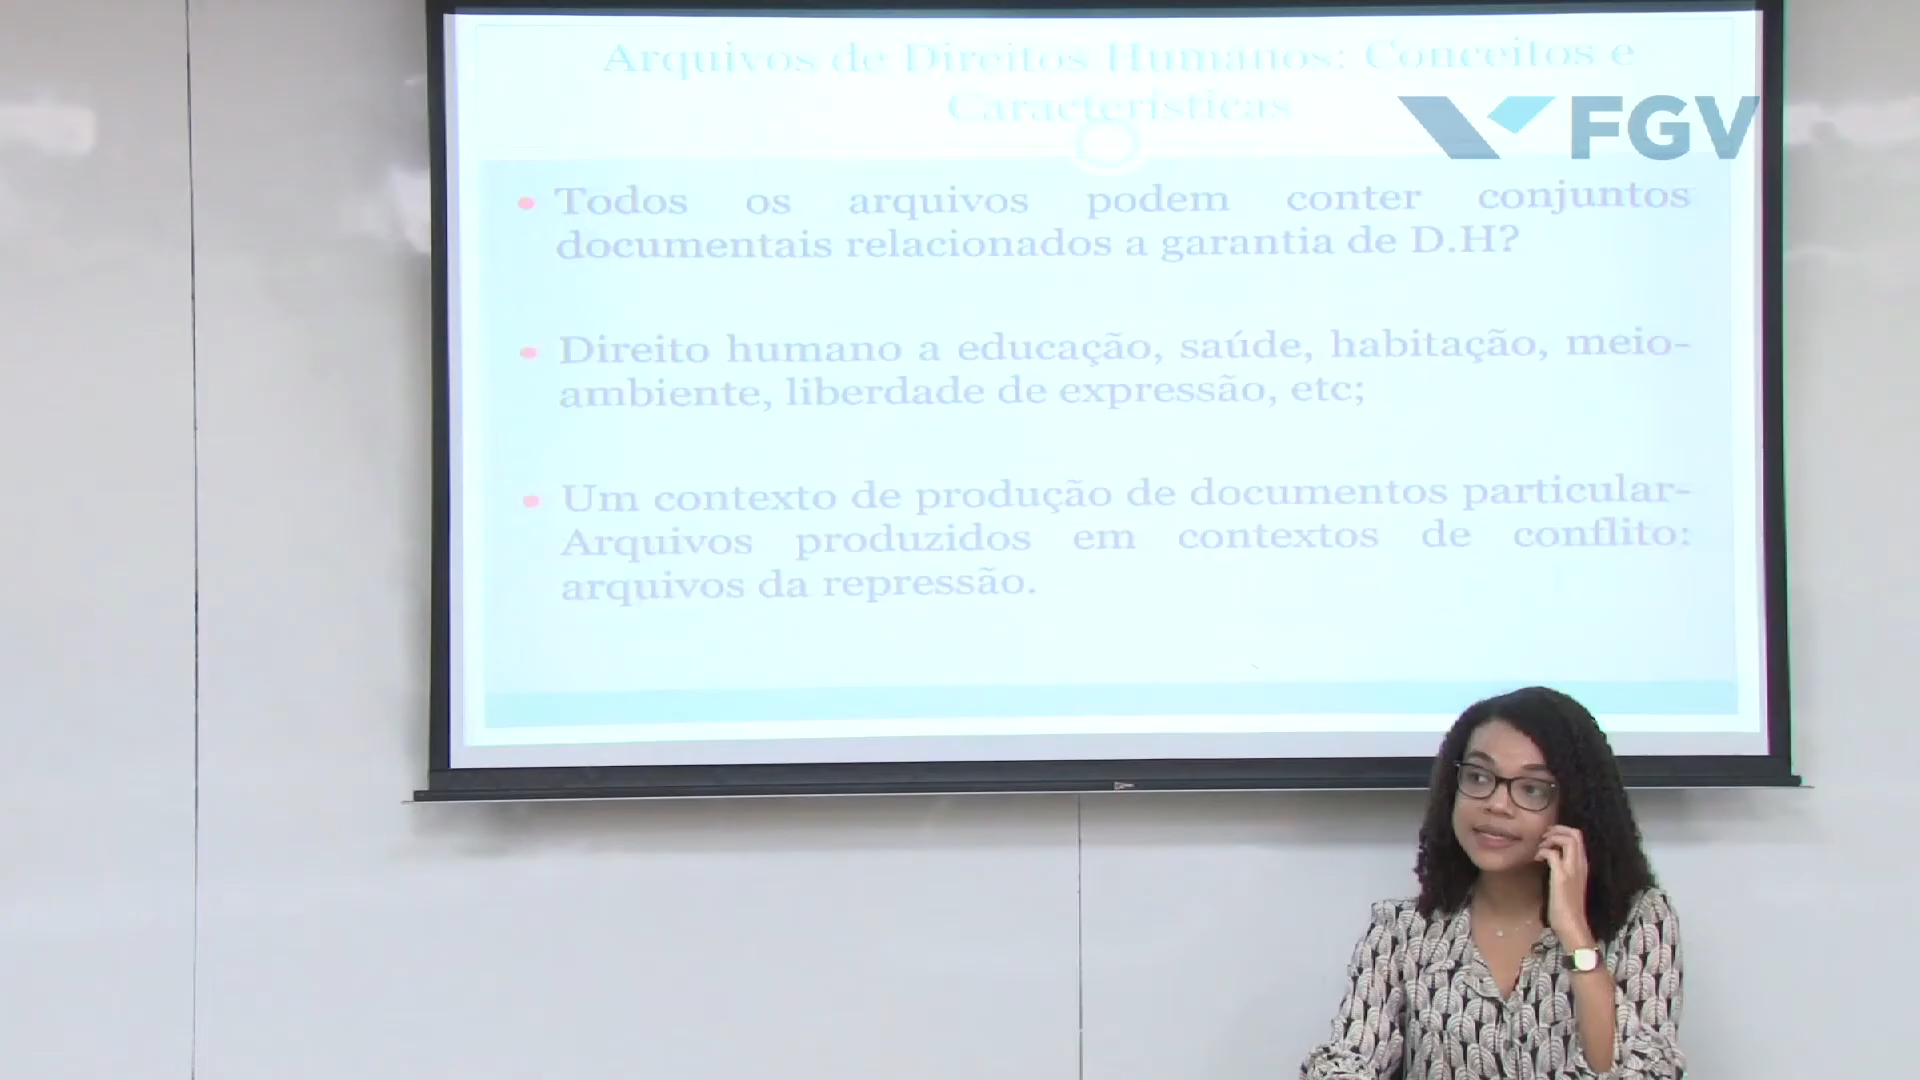 Arquivos de Direitos Humanos: Conceitos e
Características
FGV
Todos os arquivos podem conter conjuntos
documentais relacionados a garantia de D.H?
Direito humano a educação, saúde, habitação, meio-
ambiente, liberdade de expressão, etc;
Um contexto de produção de documentos particular-
Arquivos produzidos em contextos de conflito:
arquivos da repressão.